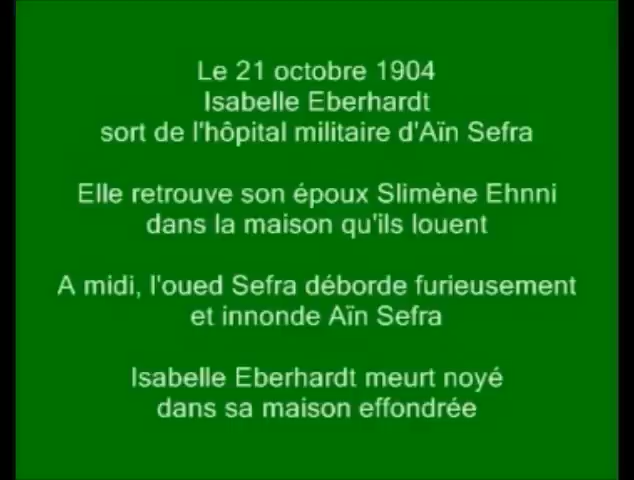 Le 21 octobre 1904
Isabelle Eberhardt
sort de l'hôpital militaire d'Aïn Sefra
Elle retrouve son époux Slimène Ehnni
dans la maison qu'ils louent
A midi, l'oued Sefra déborde furieusement
et innonde Aïn Sefra
Isabelle Eberhardt meurt noyé
dans sa maison effondrée